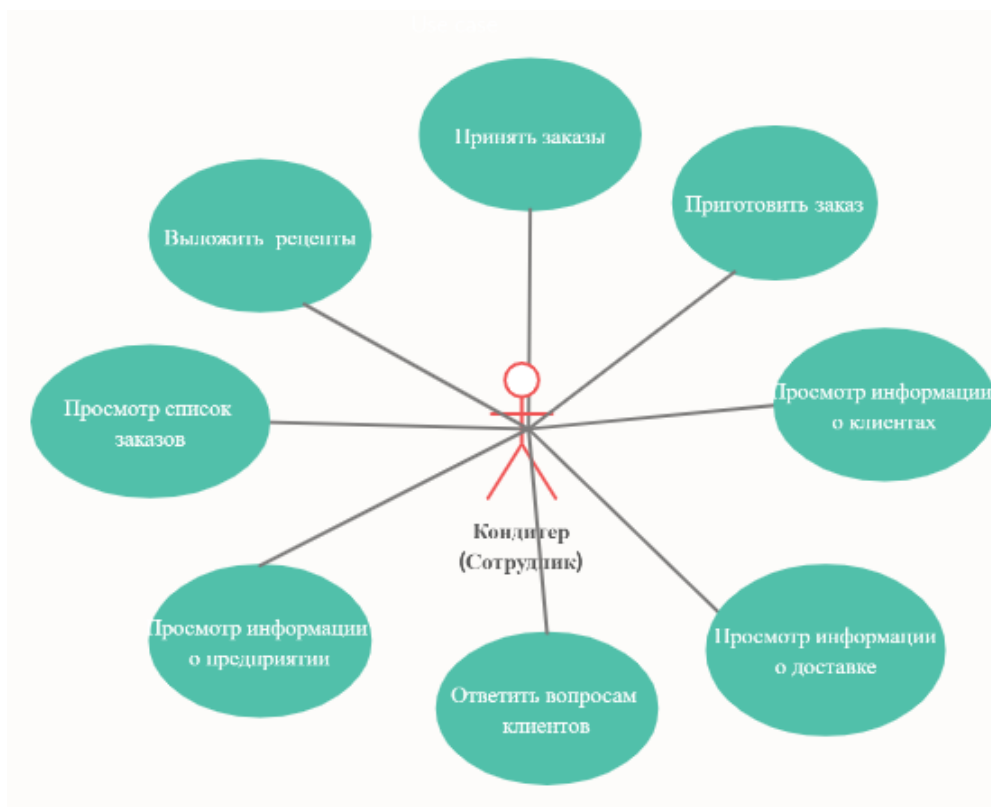 Принять заказы
Приготовить заказ
Выложить рецепты
Просмотр информации
о клиентах
Просмотр список
заказов
Кондитер
(Сотрудник)
Просмотр информации
о предприятии
Просмотр информации
о доставке
Ответить вопросам
клиентов